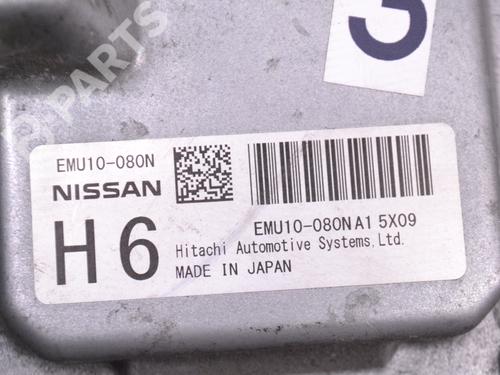 3
B-PARTS
EMU10-080N
NISSAN
H6
EMU10-080NA1 5X09
Hitachi Automotive Systems,Ltd.
MADE IN JAPAN